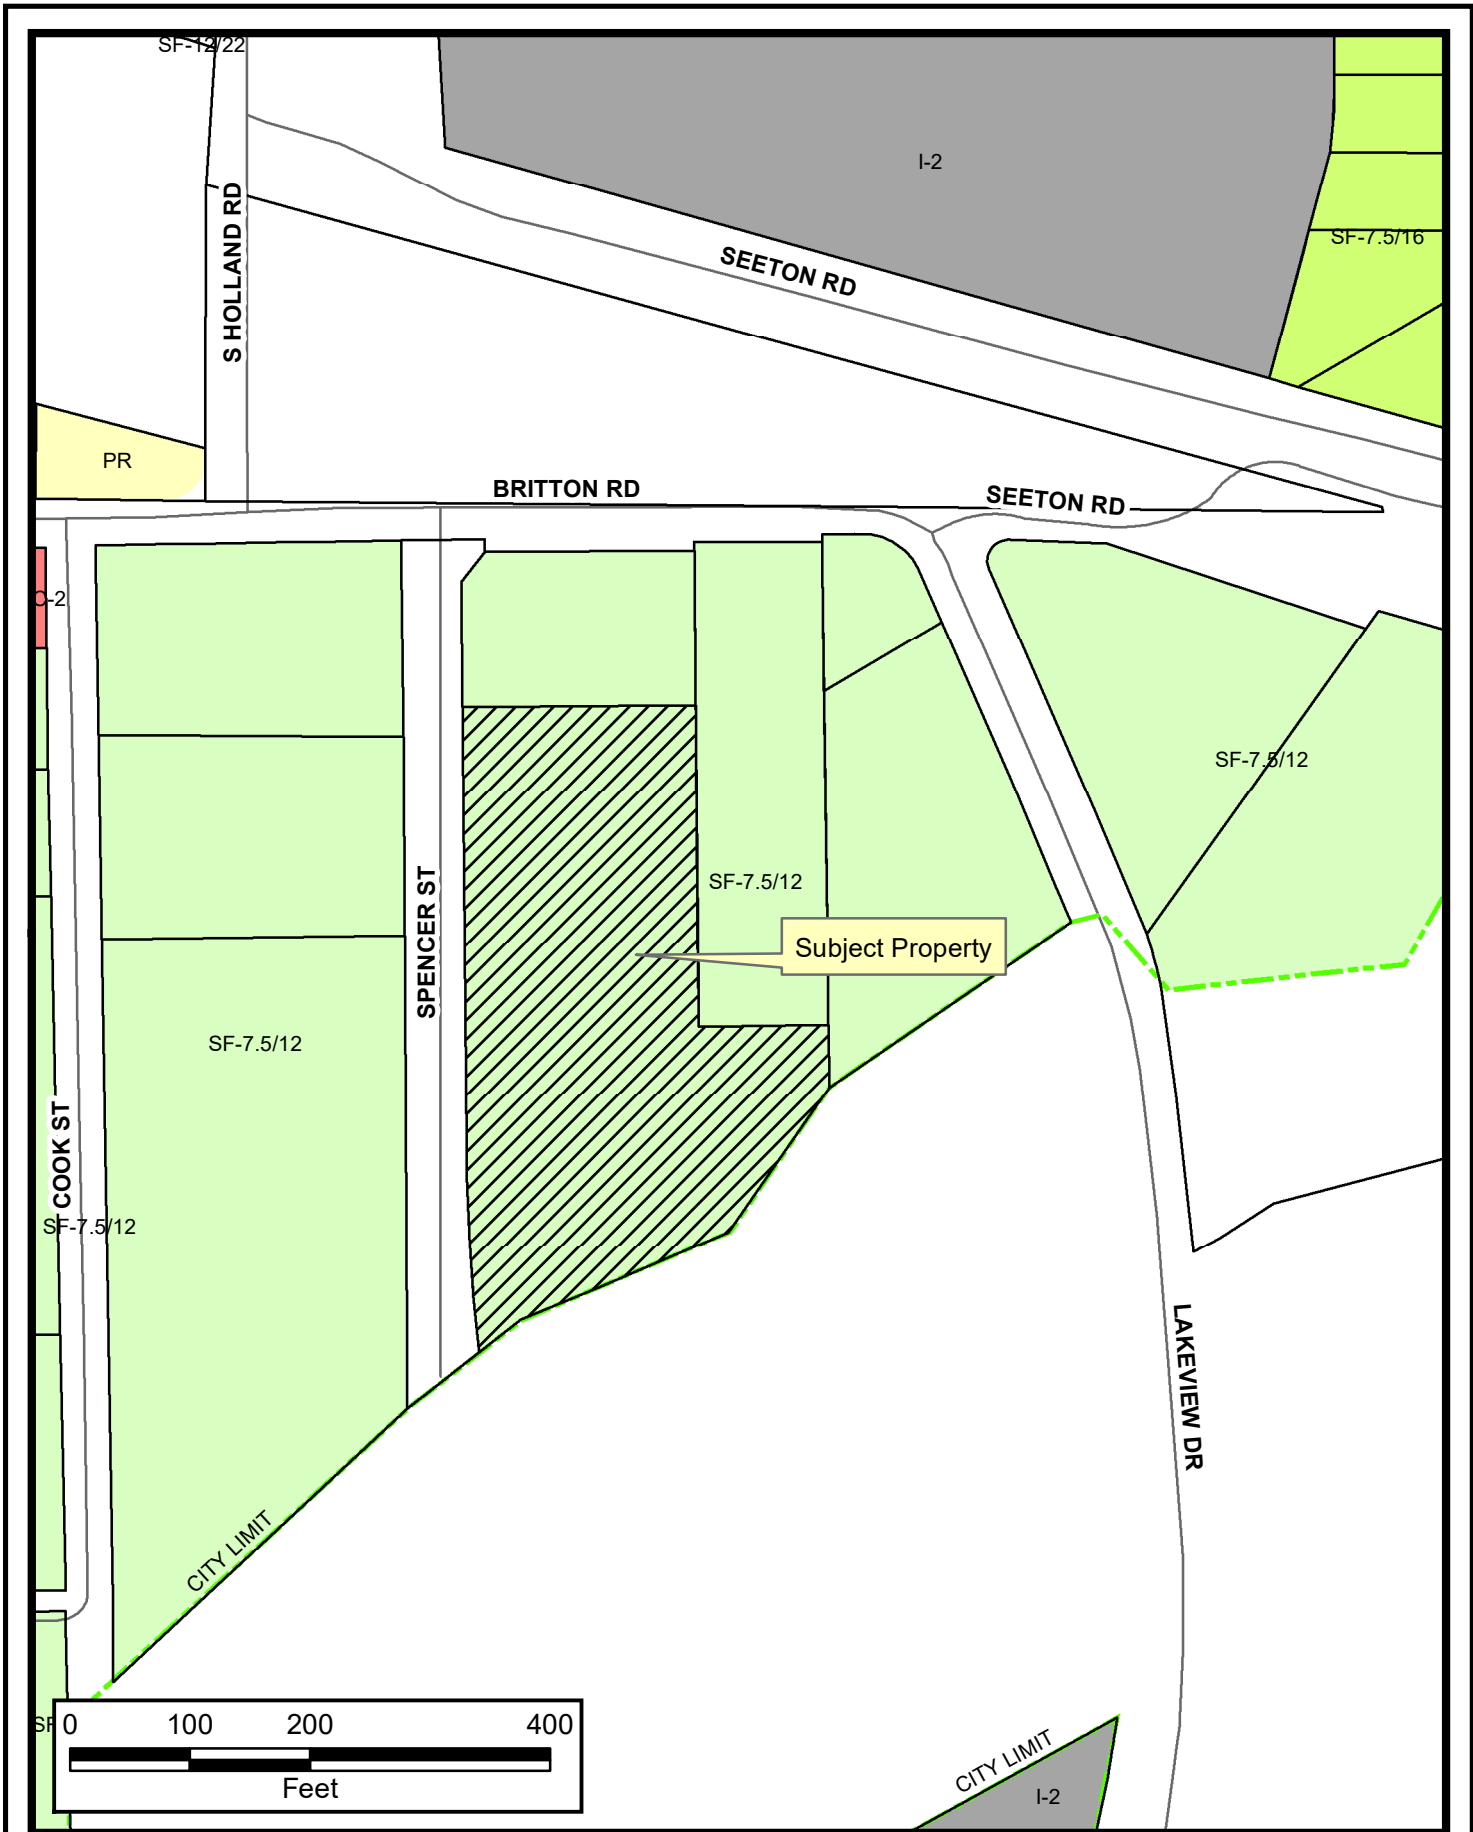 SF-12/22
I-2
S HOLLAND RD
SEETON RD
SF-7.5/16
PR
BRITTON RD
SEETON RD
SF-7.5/12
SF-7.5/12
SPENCER ST
Subject Property
SF-7.5/12
COOK ST
SF-7.5/12
LAKEVIEW DR
CITY LIMIT
0 100 200 400
Feet
CITY LIMIT
I-2